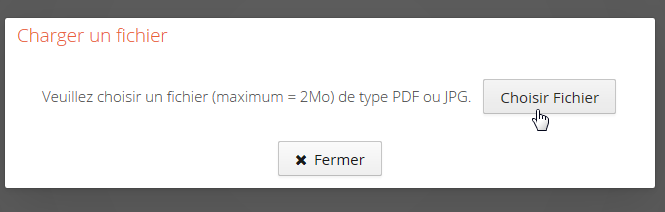 Charger un fichier
Veuillez choisir un fichier (maximum = 2Mo) de type PDF ou JPG. Choisir Fichier
✖ Fermer